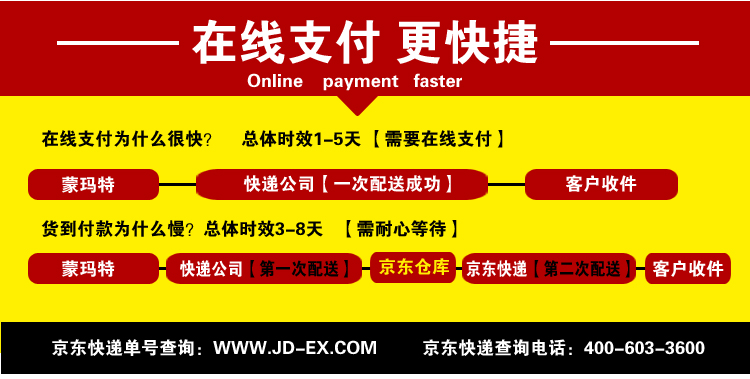 在线支付 更快捷
Online payment faster
在线支付为什么很快? 总体时效1-5天【需要在线支付】
蒙玛特 快递公司【一次配送成功】 客户收件
货到付款为什么慢? 总体时效3-8天 【需耐心等待】
蒙玛特 快递公司【第一次配送】 京东仓库 京东快递【第二次配送】 客户收件
京东快递单号查询：WWW.JD-EX.COM 京东快递查询电话：400-603-3600